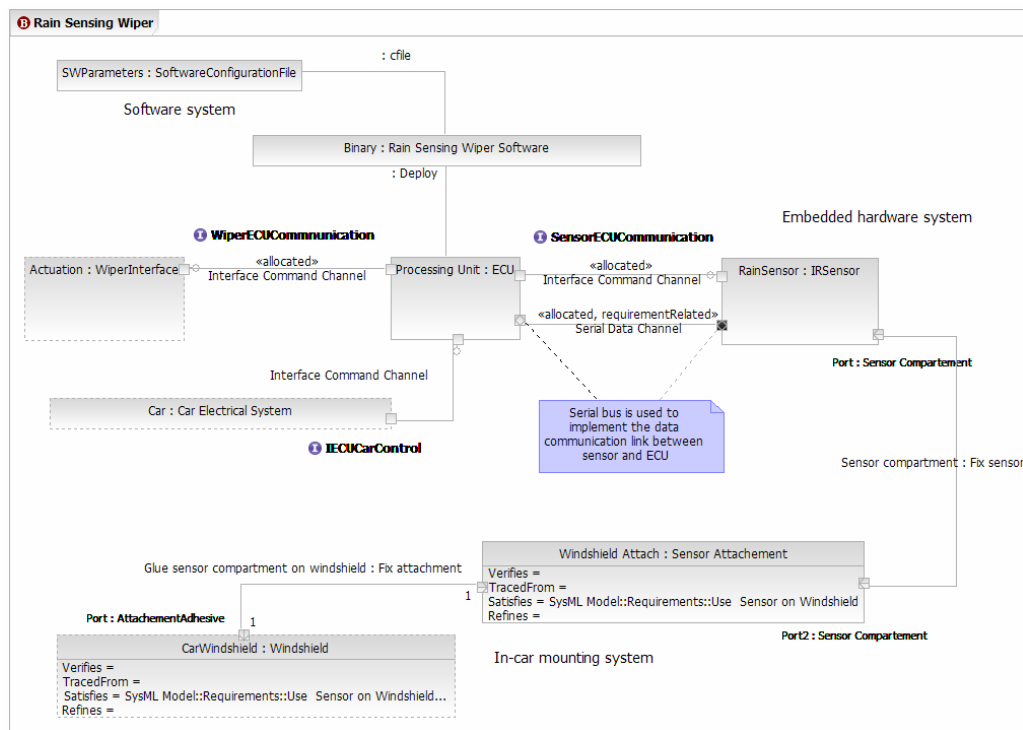 B Rain Sensing Wiper
: cfile
SWParameters : SoftwareConfigurationFile
Software system
Binary : Rain Sensing Wiper Software
: Deploy
Embedded hardware system
I WiperECUCommnunication
I SensorECUCommunication
Actuation : WiperInterface
«allocated»
Interface Command Channel
Processing Unit : ECU
«allocated»
Interface Command Channel
RainSensor : IRSensor
«allocated, requirementRelated»
Serial Data Channel
Port : Sensor Compartement
Interface Command Channel
Car : Car Electrical System
I IECUCarControl
Serial bus is used to
implement the data
communication link between
sensor and ECU
Sensor compartment : Fix sensor
Windshield Attach : Sensor Attachement
Verifies =
TracedFrom =
Satisfies = SysML Model::Requirements::Use  Sensor on Windshield
Refines =
Glue sensor compartment on windshield : Fix attachment
1
Port : AttachementAdhesive
1
Port2 : Sensor Compartement
CarWindshield : Windshield
Verifies =
TracedFrom =
Satisfies = SysML Model::Requirements::Use  Sensor on Windshield...
Refines =
In-car mounting system